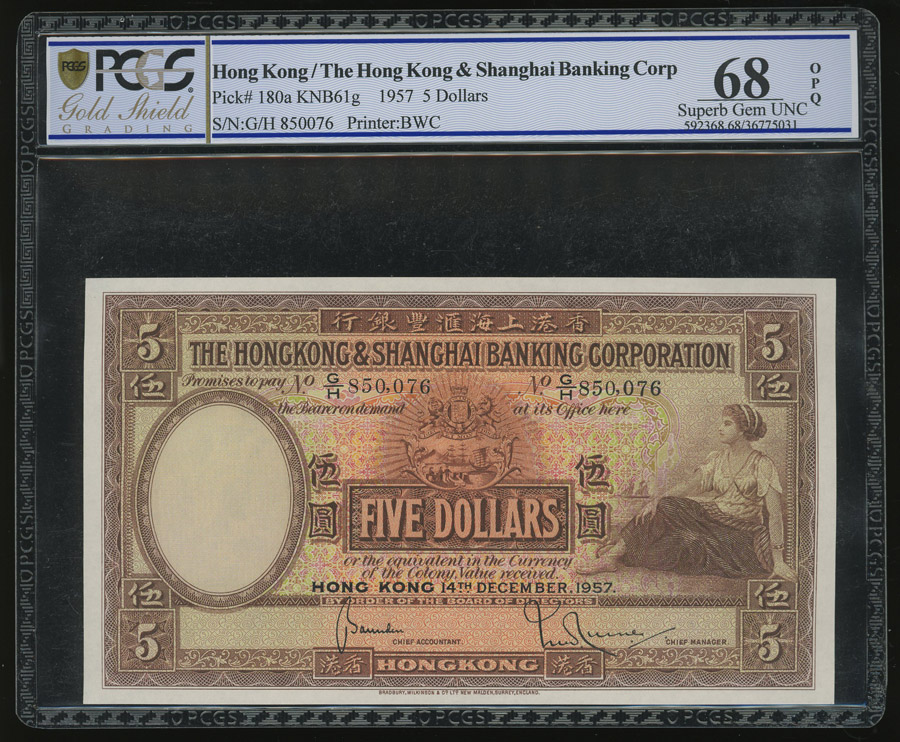 PCGS
PCGS
Gold Shield
GRADING
Hong Kong / The Hong Kong & Shanghai Banking Corp
Pick# 180a KNB61g 1957 5 Dollars
S/N:G/H 850076 Printer:BWC
68
Superb Gem UNC
592368.68/36775031
OPQ
行銀豐滙海上港香
5
5
THE HONGKONG & SHANGHAI BANKING CORPORATION
伍
伍
Promises to pay No G/H 850,076 No G/H 850,076
the Bearer on demand at its Office here
伍圓
伍圓
FIVE DOLLARS
or the equivalent in the Currency
of the Colony, Value received.
HONG KONG 14TH DECEMBER, 1957.
BY ORDER OF THE BOARD OF DIRECTORS
伍
伍
5
5
CHIEF ACCOUNTANT.
CHIEF MANAGER.
港香 HONGKONG 港香
BRADBURY, WILKINSON & Co LTD NEW MALDEN, SURREY, ENGLAND.